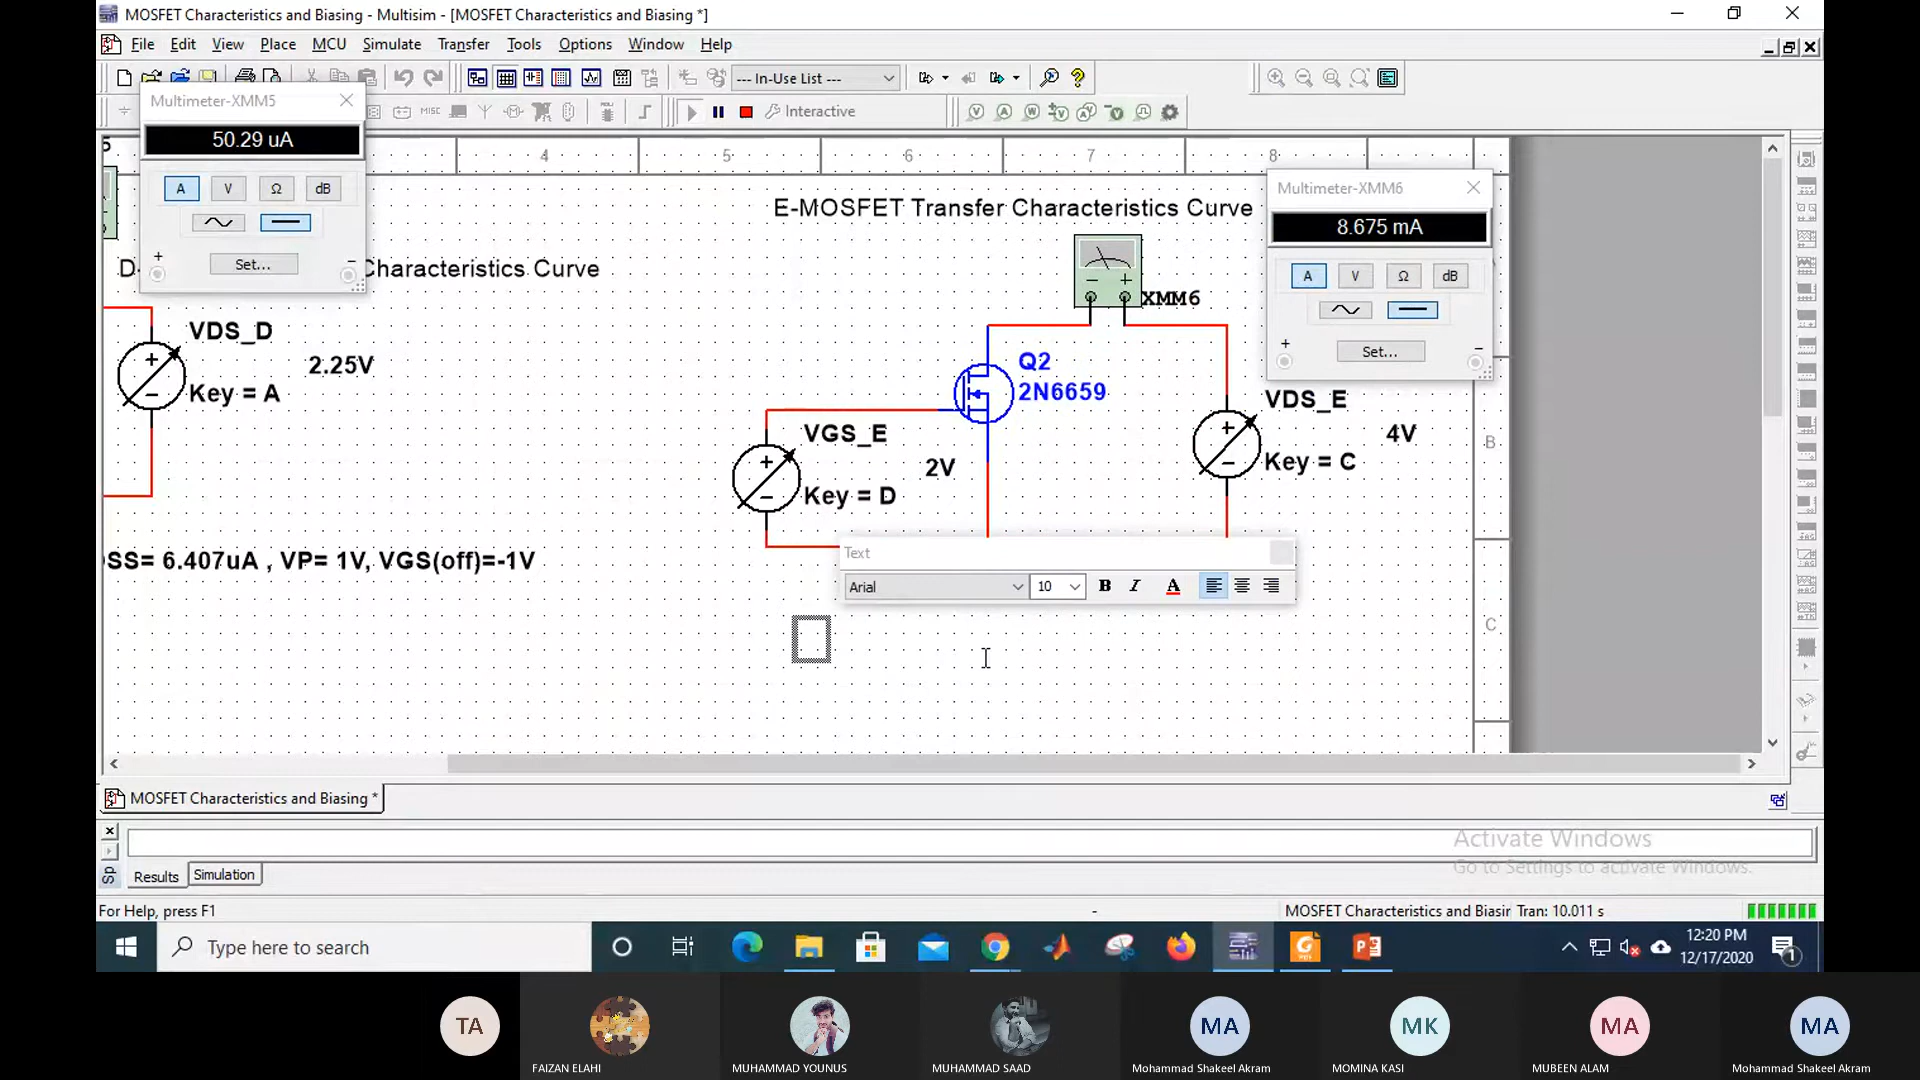 MOSFET Characteristics and Biasing - Multisim - [MOSFET Characteristics and Biasing *]
File Edit View Place MCU Simulate Transfer Tools Options Window Help
--- In-Use List ---
Multimeter-XMM5
MISC
Interactive
50.29 uA
4 5 6 7 8
A V Ω dB
Multimeter-XMM6
E-MOSFET Transfer Characteristics Curve
8.675 mA
+ Set... −
D- Characteristics Curve
A V Ω dB
− +
XMM6
VDS_D
2.25V
Key = A
+ Set... −
Q2
2N6659
VDS_E
4V
Key = C
B
VGS_E
2V
Key = D
SS= 6.407uA , VP= 1V, VGS(off)=-1V
Text
Arial 10 B I A
C
MOSFET Characteristics and Biasing *
Activate Windows
Go to Settings to activate Windows.
Results Simulation
For Help, press F1
-
MOSFET Characteristics and Biasir Tran: 10.011 s
Type here to search
12:20 PM
12/17/2020
1
TA MA MK MA MA
FAIZAN ELAHI MUHAMMAD YOUNUS MUHAMMAD SAAD Mohammad Shakeel Akram MOMINA KASI MUBEEN ALAM Mohammad Shakeel Akram